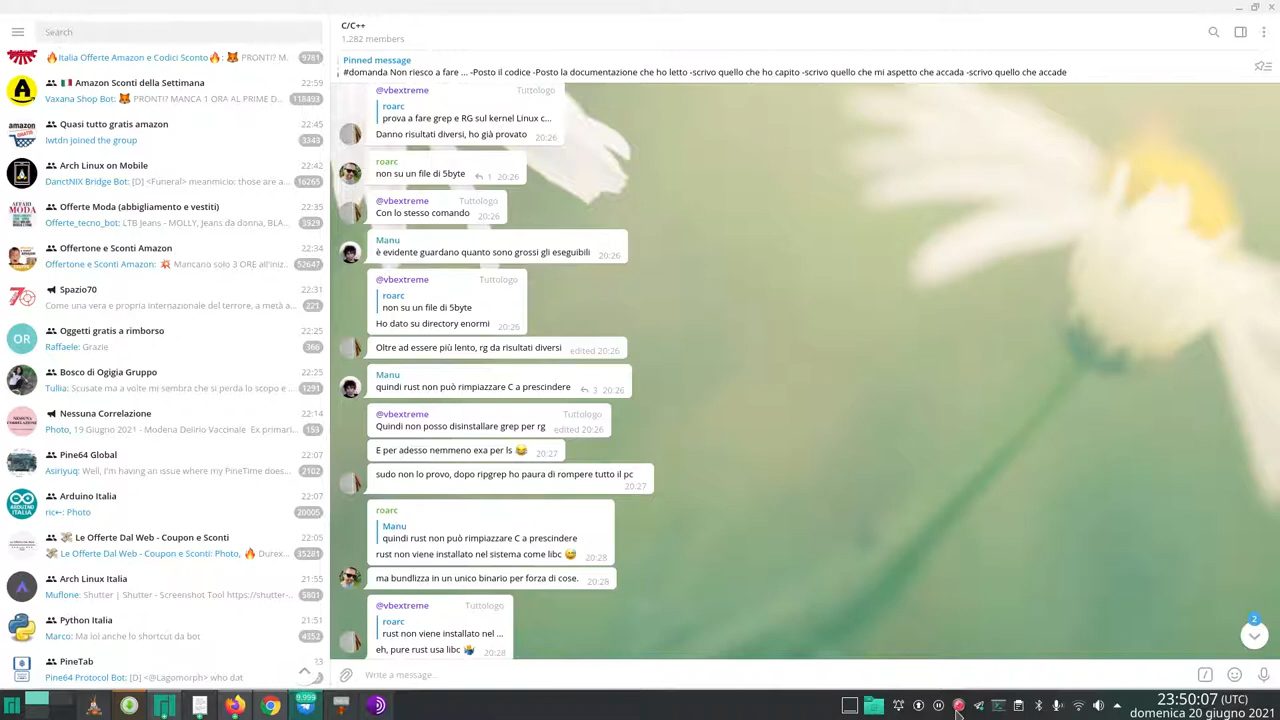 Search
🔥Italia Offerte Amazon e Codici Sconto🔥: 🦊 PRONTI? M.
9781
🇮🇹 Amazon Sconti della Settimana
22:59
Vaxana Shop Bot: 🦊 PRONTI!? MANCA 1 ORA AL PRIME D...
118493
Quasi tutto gratis amazon
22:45
lwtdn joined the group
3343
Arch Linux on Mobile
22:42
DanctNIX Bridge Bot: [D] <Funeral> meanmicio: those are a...
16265
Offerte Moda (abbigliamento e vestiti)
22:35
Offerte_tecno_bot: LTB Jeans - MOLLY, Jeans da donna, BLA...
3929
Offertone e Sconti Amazon
22:34
Offertone e Sconti Amazon: 💥 Mancano solo 3 ORE all'iniz...
52647
Spazio70
22:31
Come una vera e propria internazionale del terrore, a metà a...
221
OR
Oggetti gratis a rimborso
22:25
Raffaele: Grazie
366
Bosco di Ogigia Gruppo
22:25
Tullia: Scusate ma a volte mi sembra che si perda lo scopo e ...
1291
Nessuna Correlazione
22:14
Photo, 19 Giugno 2021 - Modena Delirio Vaccinale Ex primari...
153
Pine64 Global
22:07
Asiriyuq: Well, I'm having an issue where my PineTime does...
2102
Arduino Italia
22:07
ric←: Photo
20005
Le Offerte Dal Web - Coupon e Sconti
22:05
Le Offerte Dal Web - Coupon e Sconti: Photo, 🔥 Durex...
35281
Arch Linux Italia
21:55
Muflone: Shutter | Shutter - Screenshot Tool https://shutter-...
5801
Python Italia
21:51
Marco: Ma ioi anche lo shortcut da bot
4352
PineTab
Pine64 Protocol Bot: [D] <@Lagomorph> who dat
C/C++
1.282 members
Pinned message
#domanda Non riesco a fare ... -Posto il codice -Posto la documentazione che ho letto -scrivo quello che ho capito -scrivo quello che mi aspetto che accada -scrivo quello che accade
@vbextreme Tuttologo
roarc
prova a fare grep e RG sul kernel Linux c...
Danno risultati diversi, ho già provato 20:26
roarc
non su un file di 5byte 1 20:26
@vbextreme Tuttologo
Con lo stesso comando 20:26
Manu
è evidente guardano quanto sono grossi gli eseguibili 20:26
@vbextreme Tuttologo
roarc
non su un file di 5byte
Ho dato su directory enormi 20:26
Oltre ad essere più lento, rg da risultati diversi edited 20:26
Manu
quindi rust non può rimpiazzare C a prescindere 3 20:26
@vbextreme Tuttologo
Quindi non posso disinstallare grep per rg edited 20:26
E per adesso nemmeno exa per ls 😂 20:27
sudo non lo provo, dopo ripgrep ho paura di rompere tutto il pc
20:27
roarc
Manu
quindi rust non può rimpiazzare C a prescindere
rust non viene installato nel sistema come libc 😅 20:28
ma bundlizza in un unico binario per forza di cose. 20:28
@vbextreme Tuttologo
roarc
rust non viene installato nel ...
eh, pure rust usa libc 🤷 20:28
2
Write a message...
9,999
23:50:07 (UTC)
domenica 20 giugno 2021